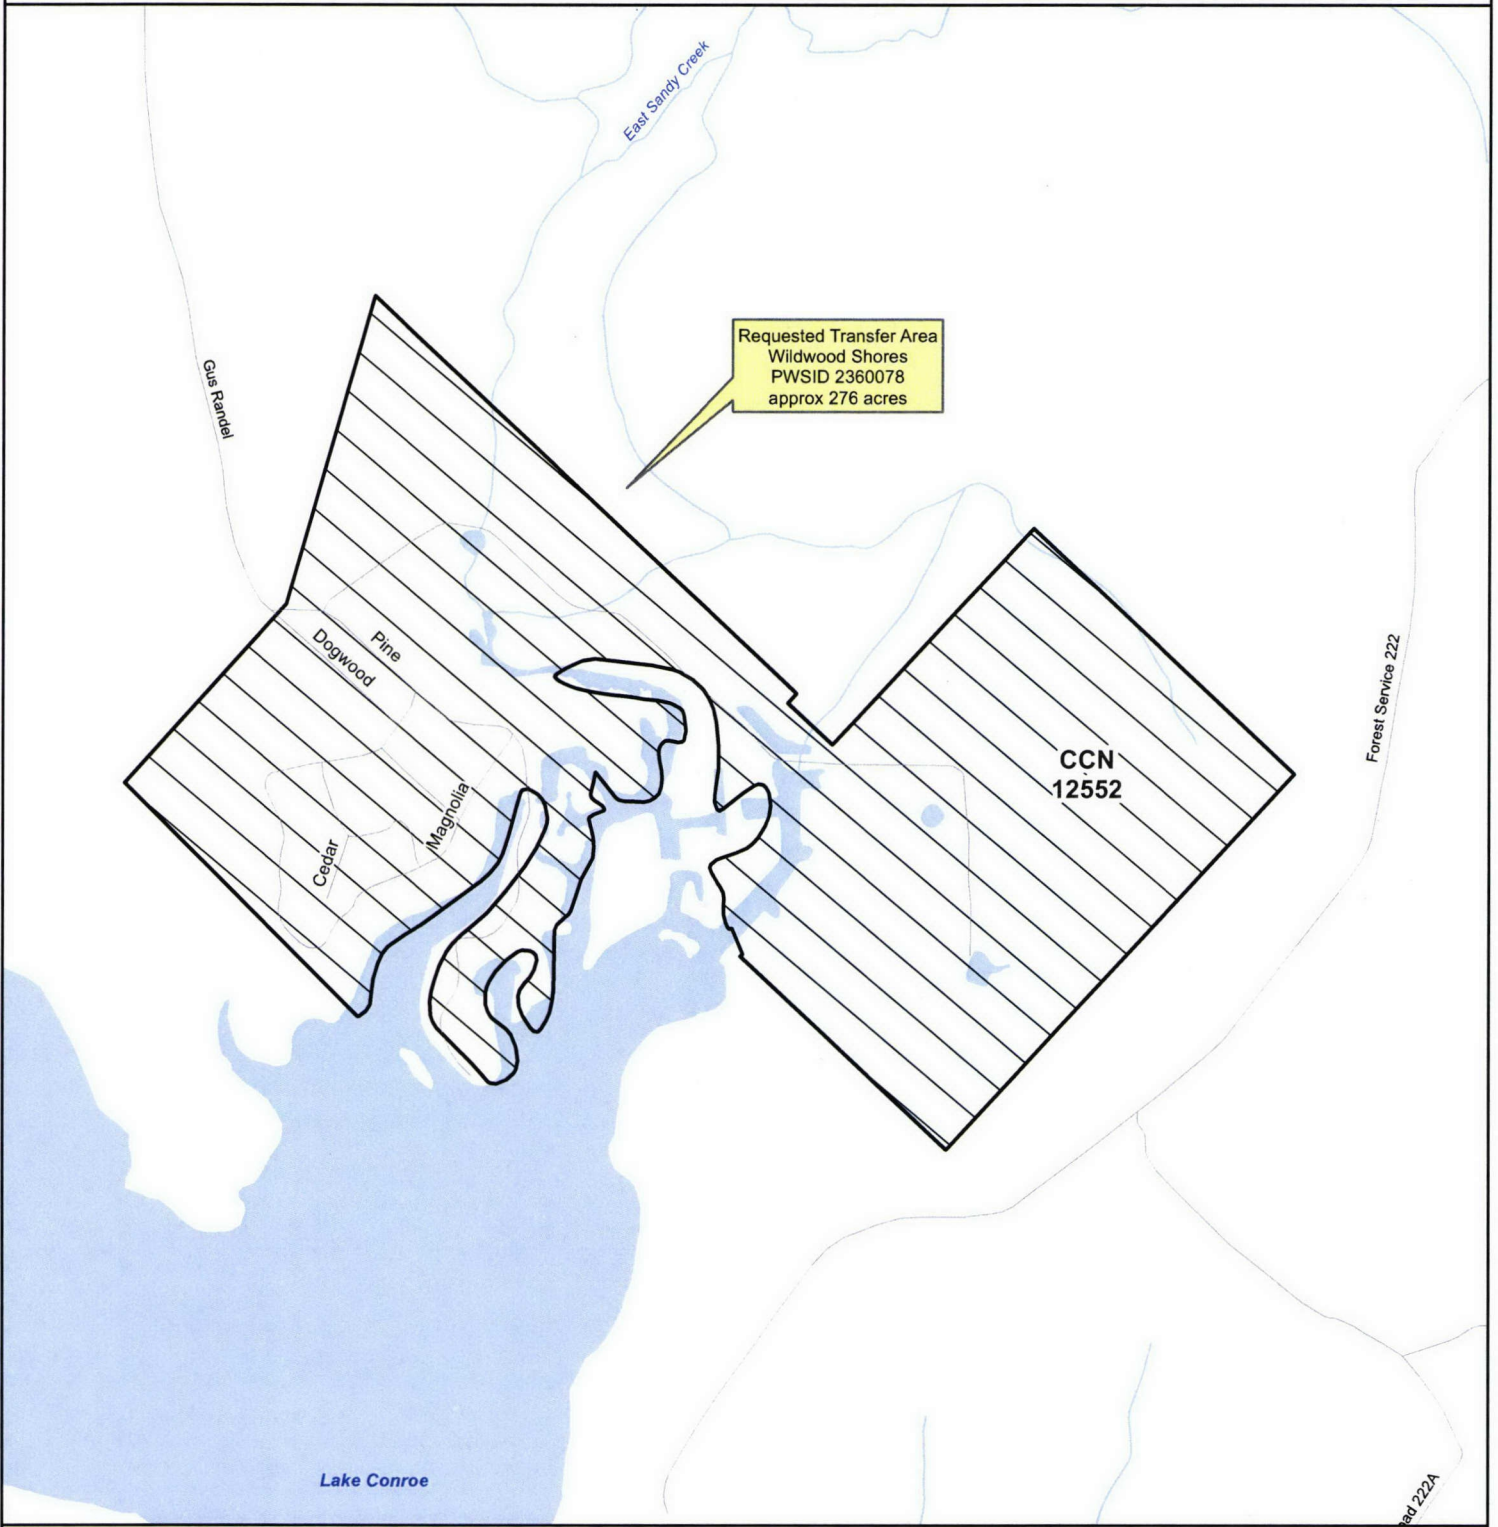 East Sandy Creek
Requested Transfer Area
Wildwood Shores
PWSID 2360078
approx 276 acres
Gus Randel
Pine
Dogwood
Forest Service 222
CCN
12552
Magnolia
Cedar
Lake Conroe
222A